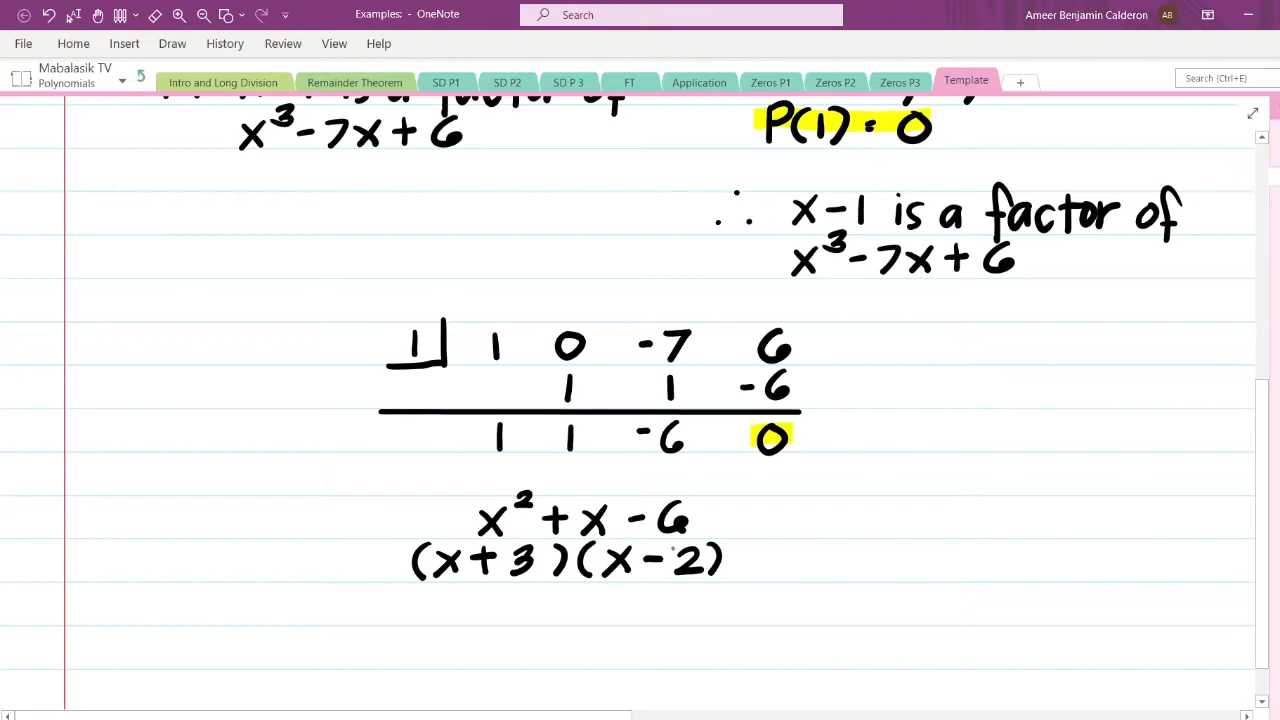 Examples: - OneNote
Search
Ameer Benjamin Calderon
AB
File Home Insert Draw History Review View Help
Mabalasik TV
Polynomials
Intro and Long Division Remainder Theorem SD P1 SD P2 SD P 3 FT Application Zeros P1 Zeros P2 Zeros P3 Template +
Search (Ctrl+E)
is a factor of
x³ - 7x + 6
P(1) = 0
∴ x - 1 is a factor of
x³ - 7x + 6
1 1 0 -7 6
1 1 -6
1 1 -6 0
x² + x - 6
(x + 3)(x - 2)